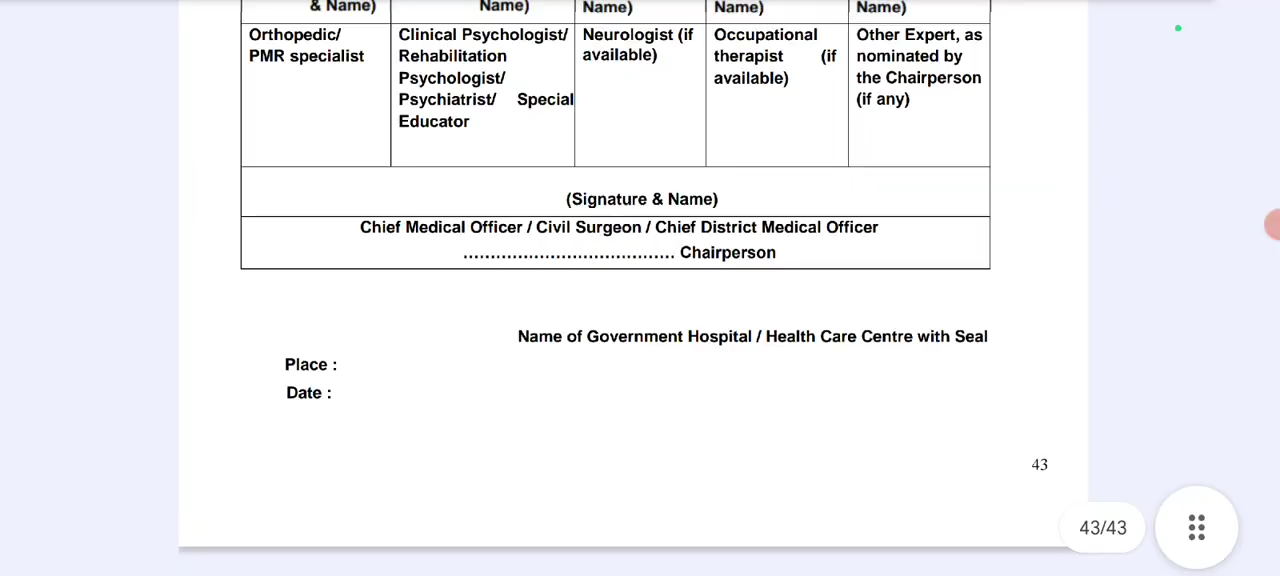 & Name)
Name)
Name)
Name)
Name)
Orthopedic/
PMR specialist
Clinical Psychologist/
Rehabilitation
Psychologist/
Psychiatrist/ Special
Educator
Neurologist (if
available)
Occupational
therapist (if
available)
Other Expert, as
nominated by
the Chairperson
(if any)
(Signature & Name)
Chief Medical Officer / Civil Surgeon / Chief District Medical Officer
....................................... Chairperson
Name of Government Hospital / Health Care Centre with Seal
Place :
Date :
43
43/43